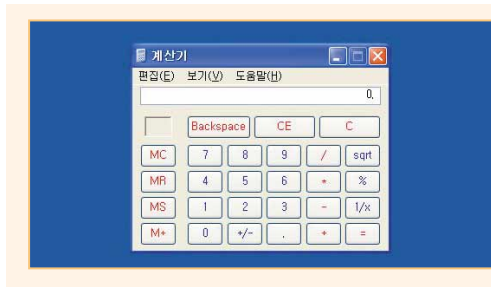 계산기
편집(E) 보기(V) 도움말(H)
0.
Backspace CE C
MC 7 8 9 / sqrt
MR 4 5 6 * %
MS 1 2 3 - 1/x
M+ 0 +/- . + =